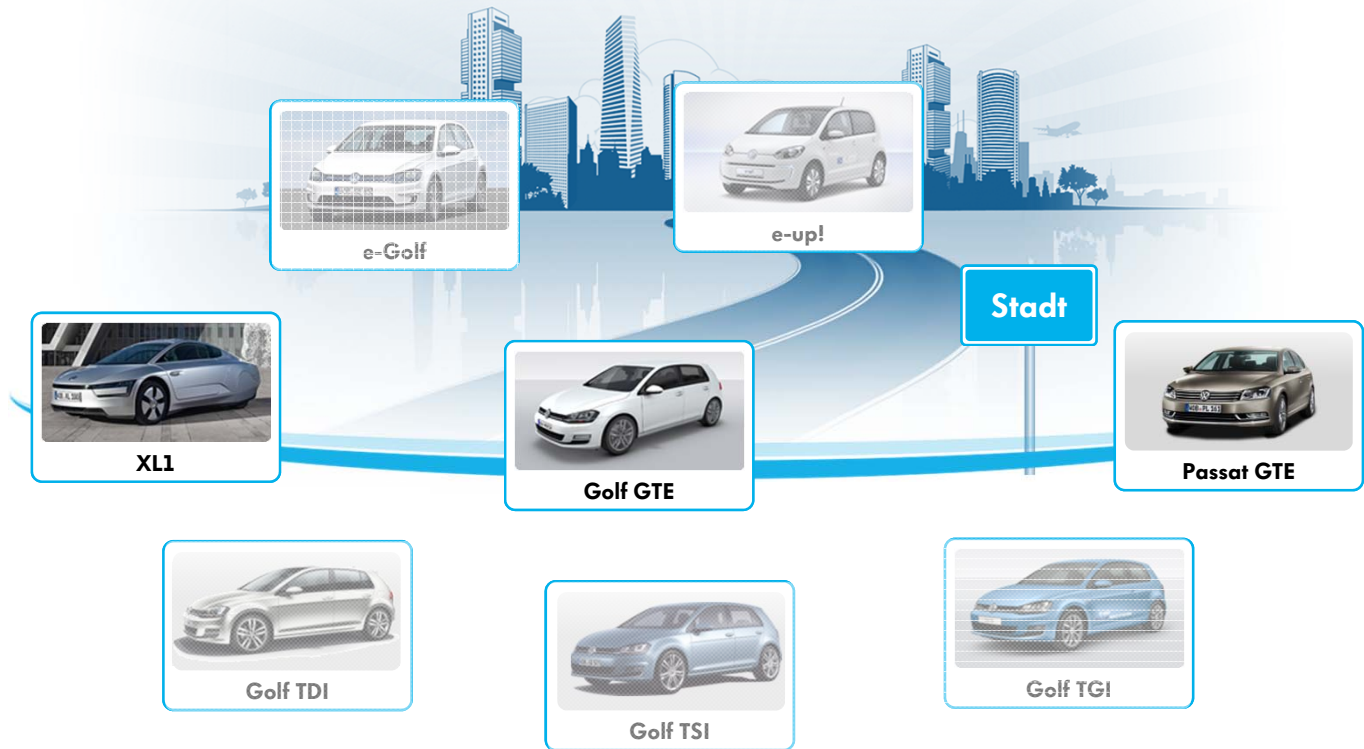 e-Golf
e-up!
Stadt
XL1
Golf GTE
Passat GTE
Golf TDI
Golf TSI
Golf TGI